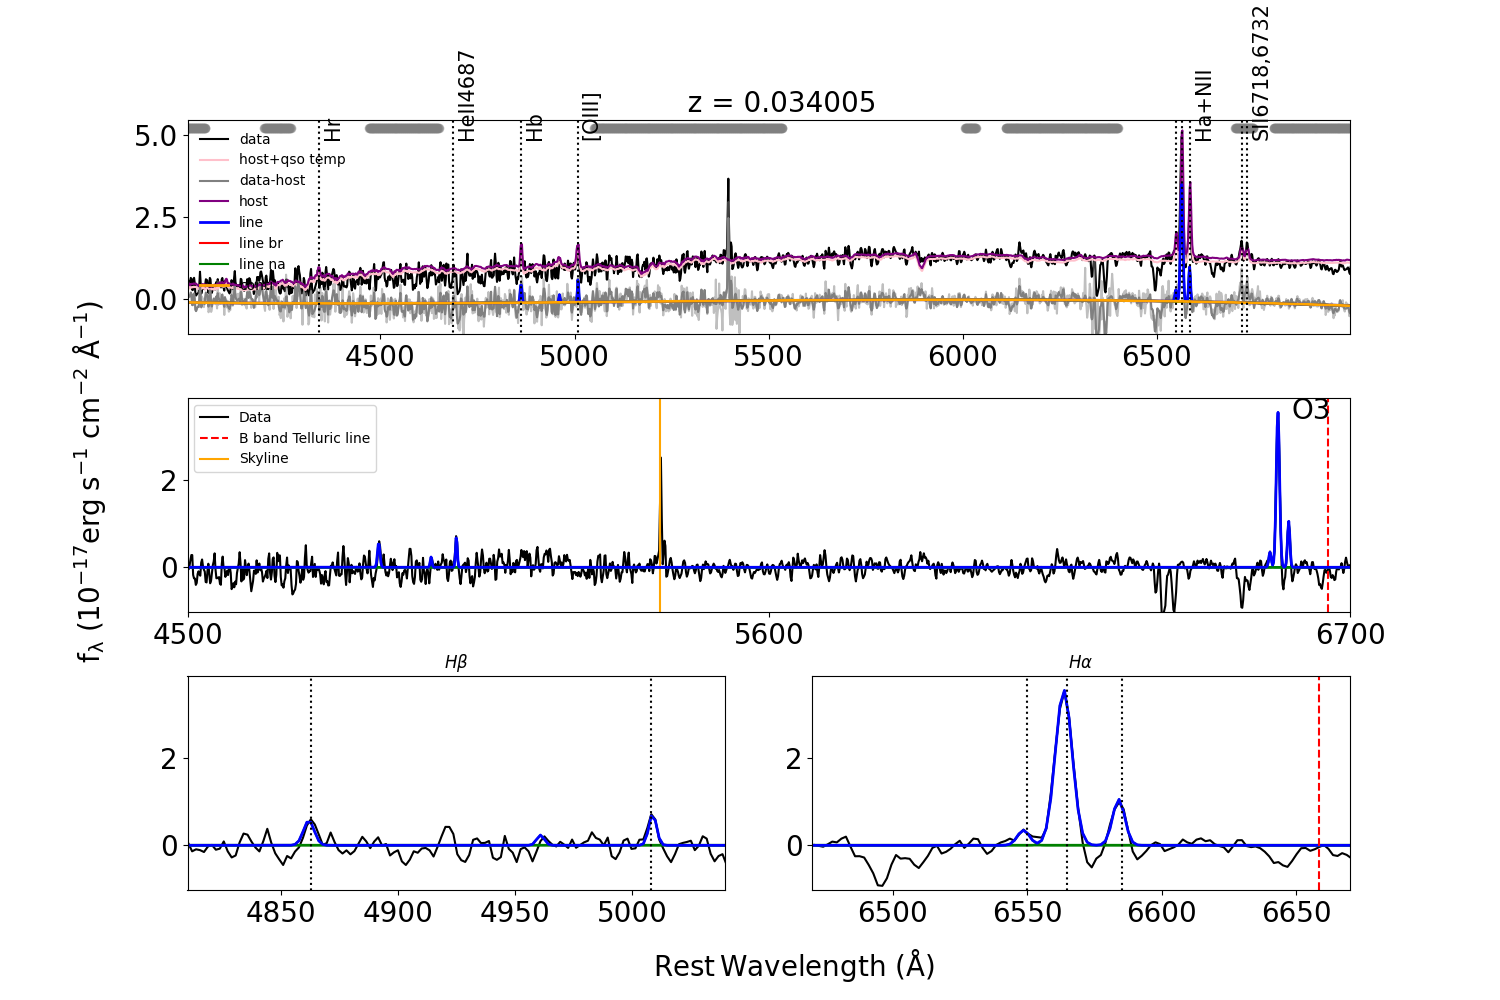 z = 0.034005
Hr
HeII4687
Hb
[OIII]
Ha+NII
SII6718,6732
5.0
2.5
0.0
data
host+qso temp
data-host
host
line
line br
line na
4500 5000 5500 6000 6500
fλ (10−17erg s−1 cm−2 Å−1)
Data
B band Telluric line
Skyline
O3
2
0
4500 5600 6700
Hβ
2
0
4850 4900 4950 5000
Hα
2
0
6500 6550 6600 6650
Rest Wavelength (Å)